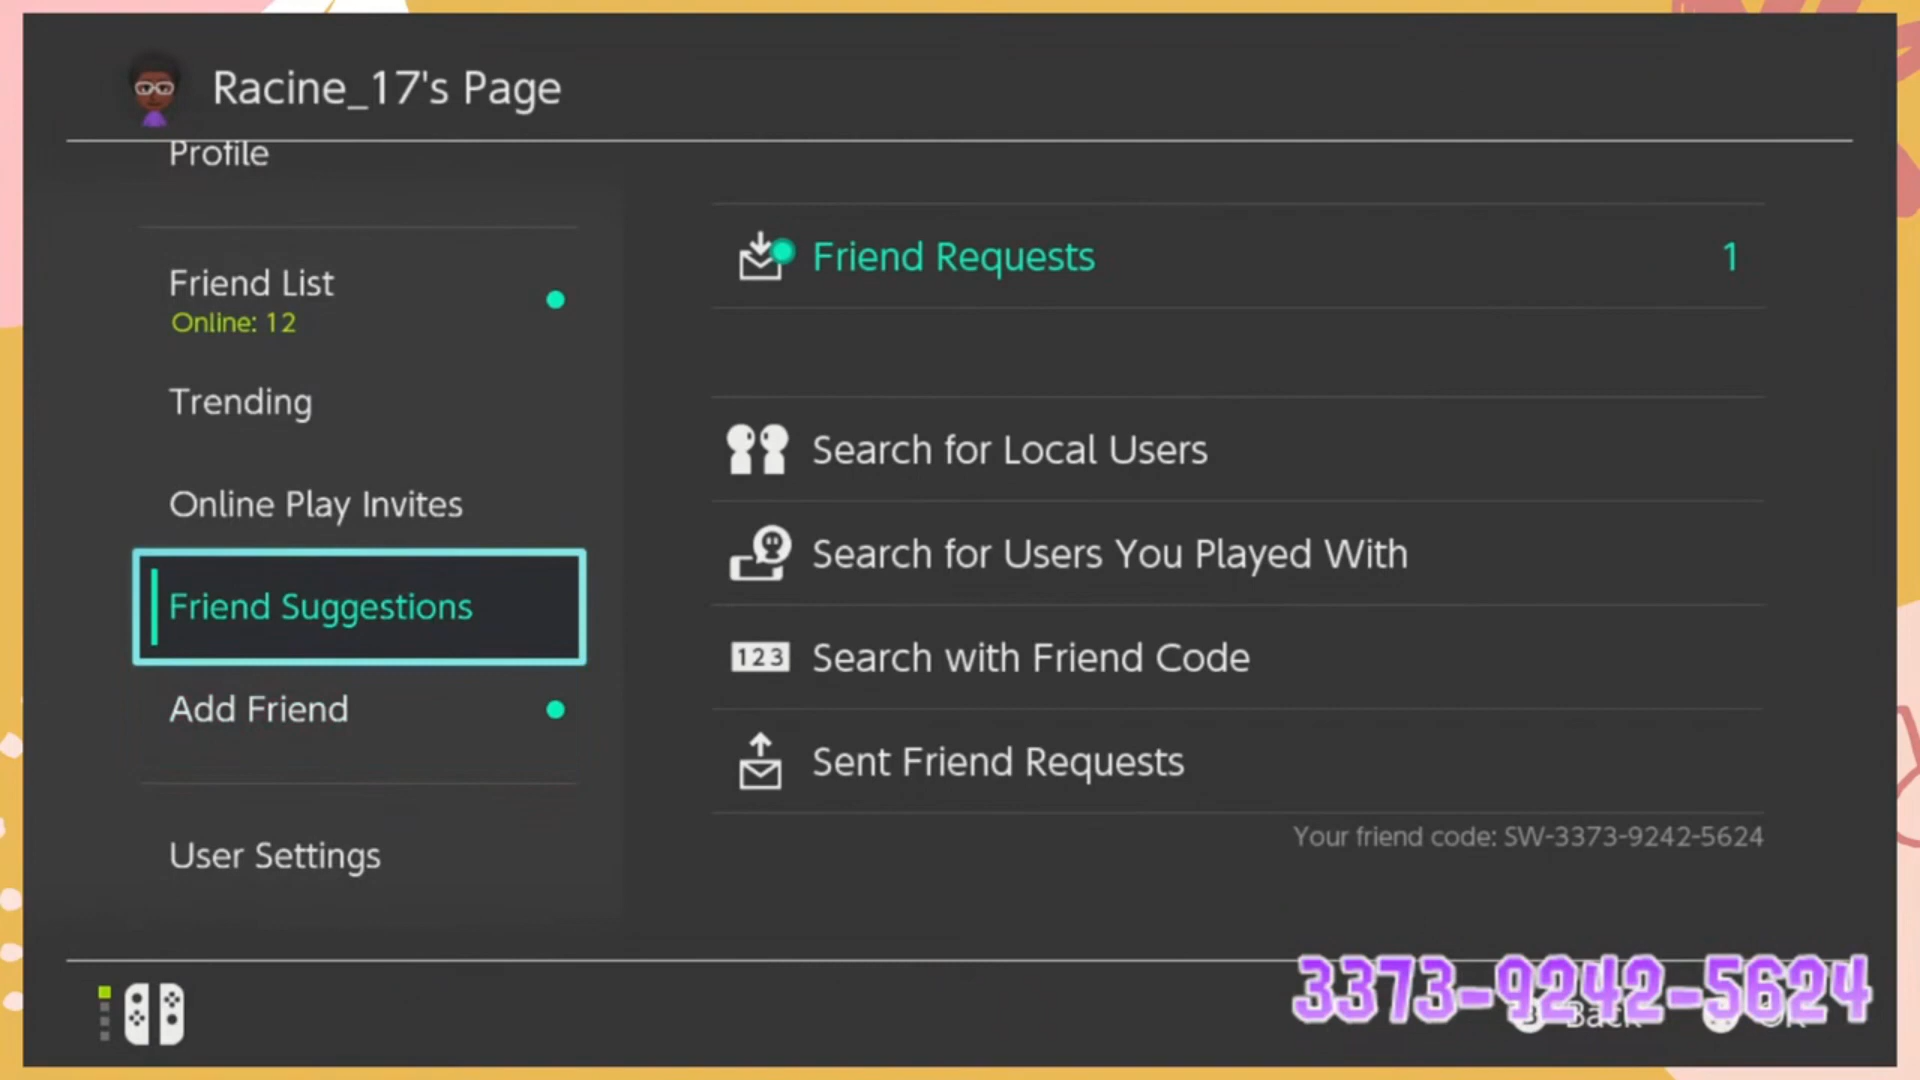 Racine_17's Page
Profile
Friend List
Online: 12
Trending
Online Play Invites
Friend Suggestions
Add Friend
User Settings
Friend Requests 1
Search for Local Users
Search for Users You Played With
123 Search with Friend Code
Sent Friend Requests
Your friend code: SW-3373-9242-5624
3373-9242-5624
Back OK